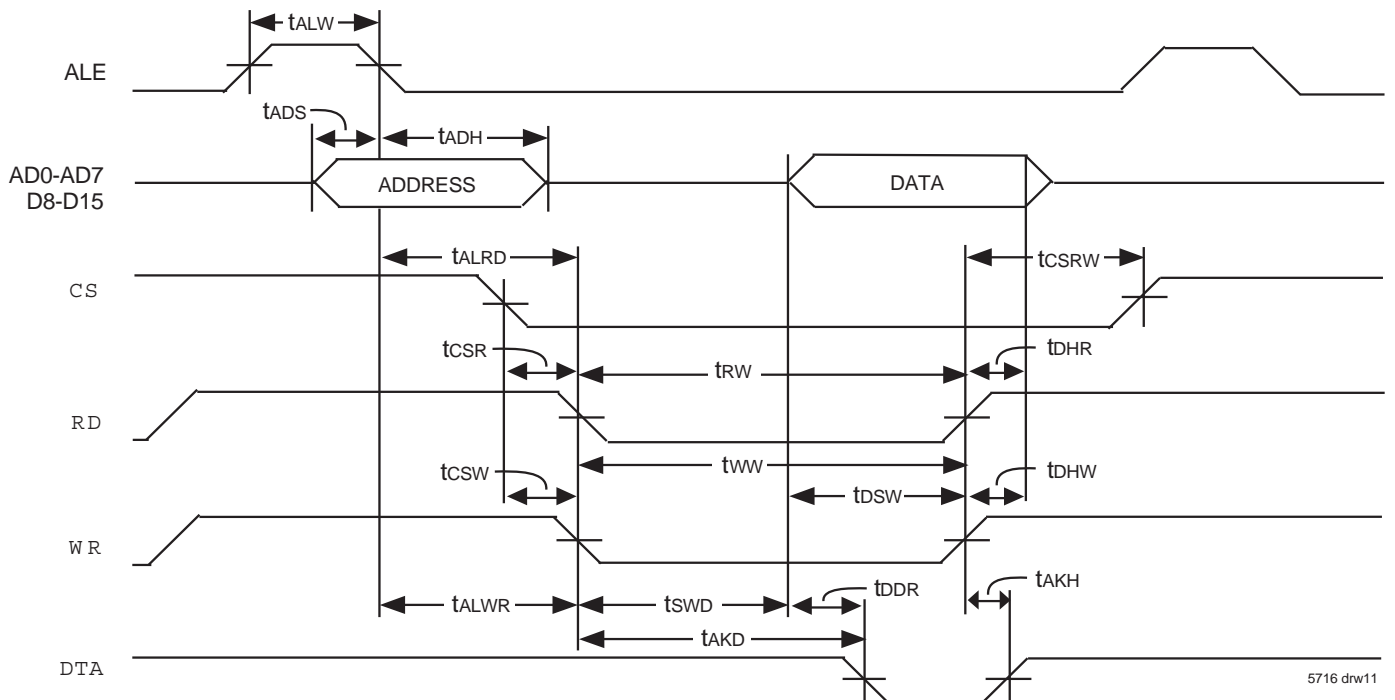 tALW
ALE
tADS
tADH
AD0-AD7
D8-D15
ADDRESS
DATA
tALRD
tCSRW
CS
tCSR
tRW
tDHR
RD
tCSW
tWW
tDHW
tDSW
WR
tALWR
tSWD
tDDR
tAKH
tAKD
DTA
5716 drw11